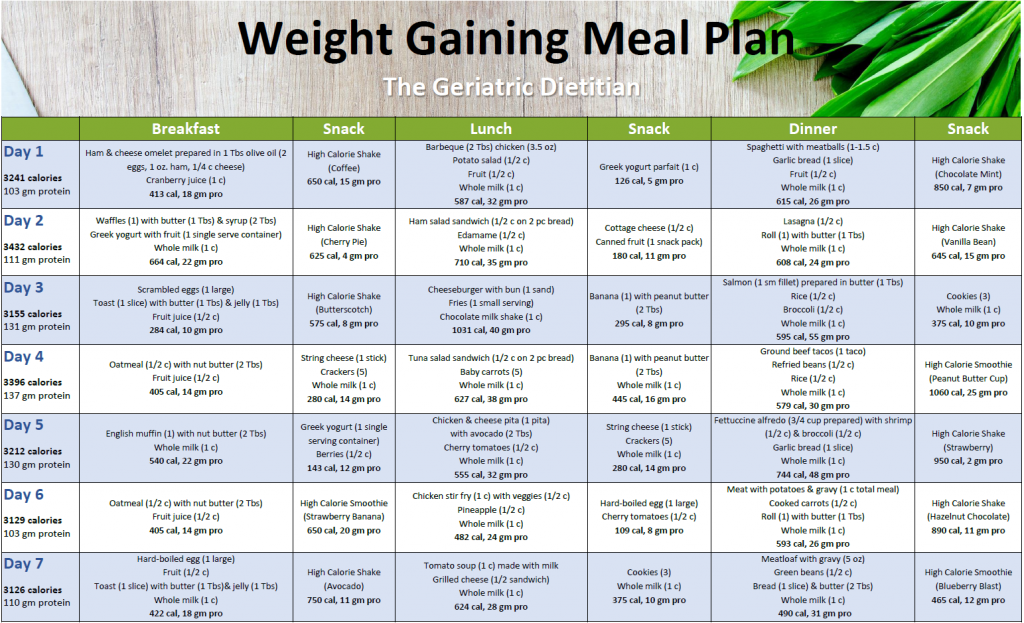 Weight Gaining Meal Plan
The Geriatric Dietitian
Breakfast
Snack
Lunch
Snack
Dinner
Snack
Day 1
3241 calories
103 gm protein
Ham & cheese omelet prepared in 1 Tbs olive oil (2
eggs, 1 oz. ham, 1/4 c cheese)
Cranberry juice (1 c)
413 cal, 18 gm pro
High Calorie Shake
(Coffee)
650 cal, 15 gm pro
Barbeque (2 Tbs) chicken (3.5 oz)
Potato salad (1/2 c)
Fruit (1/2 c)
Whole milk (1 c)
587 cal, 32 gm pro
Greek yogurt parfait (1 c)
126 cal, 5 gm pro
Spaghetti with meatballs (1-1.5 c)
Garlic bread (1 slice)
Fruit (1/2 c)
Whole milk (1 c)
615 cal, 26 gm pro
High Calorie Shake
(Chocolate Mint)
850 cal, 7 gm pro
Day 2
3432 calories
111 gm protein
Waffles (1) with butter (1 Tbs) & syrup (2 Tbs)
Greek yogurt with fruit (1 single serve container)
Whole milk (1 c)
664 cal, 22 gm pro
High Calorie Shake
(Cherry Pie)
625 cal, 4 gm pro
Ham salad sandwich (1/2 c on 2 pc bread)
Edamame (1/2 c)
Whole milk (1 c)
710 cal, 35 gm pro
Cottage cheese (1/2 c)
Canned fruit (1 snack pack)
180 cal, 11 gm pro
Lasagna (1/2 c)
Roll (1) with butter (1 Tbs)
Whole milk (1 c)
608 cal, 24 gm pro
High Calorie Shake
(Vanilla Bean)
645 cal, 15 gm pro
Day 3
3155 calories
131 gm protein
Scrambled eggs (1 large)
Toast (1 slice) with butter (1 Tbs) & jelly (1 Tbs)
Fruit juice (1/2 c)
284 cal, 10 gm pro
High Calorie Shake
(Butterscotch)
575 cal, 8 gm pro
Cheeseburger with bun (1 sand)
Fries (1 small serving)
Chocolate milk shake (1 c)
1031 cal, 40 gm pro
Banana (1) with peanut butter
(2 Tbs)
295 cal, 8 gm pro
Salmon (1 sm fillet) prepared in butter (1 Tbs)
Rice (1/2 c)
Broccoli (1/2 c)
Whole milk (1 c)
595 cal, 55 gm pro
Cookies (3)
Whole milk (1 c)
375 cal, 10 gm pro
Day 4
3396 calories
137 gm protein
Oatmeal (1/2 c) with nut butter (2 Tbs)
Fruit juice (1/2 c)
405 cal, 14 gm pro
String cheese (1 stick)
Crackers (5)
Whole milk (1 c)
280 cal, 14 gm pro
Tuna salad sandwich (1/2 c on 2 pc bread)
Baby carrots (5)
Whole milk (1 c)
627 cal, 38 gm pro
Banana (1) with peanut butter
(2 Tbs)
Whole milk (1 c)
445 cal, 16 gm pro
Ground beef tacos (1 taco)
Refried beans (1/2 c)
Rice (1/2 c)
Whole milk (1 c)
579 cal, 30 gm pro
High Calorie Smoothie
(Peanut Butter Cup)
1060 cal, 25 gm pro
Day 5
3212 calories
130 gm protein
English muffin (1) with nut butter (2 Tbs)
Whole milk (1 c)
540 cal, 22 gm pro
Greek yogurt (1 single
serving container)
Berries (1/2 c)
143 cal, 12 gm pro
Chicken & cheese pita (1 pita)
with avocado (2 Tbs)
Cherry tomatoes (1/2 c)
Whole milk (1 c)
555 cal, 32 gm pro
String cheese (1 stick)
Crackers (5)
Whole milk (1 c)
280 cal, 14 gm pro
Fettuccine alfredo (3/4 cup prepared) with shrimp
(1/2 c) & broccoli (1/2 c)
Garlic bread (1 slice)
Whole milk (1 c)
744 cal, 48 gm pro
High Calorie Shake
(Strawberry)
950 cal, 2 gm pro
Day 6
3129 calories
103 gm protein
Oatmeal (1/2 c) with nut butter (2 Tbs)
Fruit juice (1/2 c)
405 cal, 14 gm pro
High Calorie Smoothie
(Strawberry Banana)
650 cal, 20 gm pro
Chicken stir fry (1 c) with veggies (1/2 c)
Pineapple (1/2 c)
Whole milk (1 c)
482 cal, 24 gm pro
Hard-boiled egg (1 large)
Cherry tomatoes (1/2 c)
109 cal, 8 gm pro
Meat with potatoes & gravy (1 c total meal)
Cooked carrots (1/2 c)
Roll (1) with butter (1 Tbs)
Whole milk (1 c)
593 cal, 26 gm pro
High Calorie Shake
(Hazelnut Chocolate)
890 cal, 11 gm pro
Day 7
3126 calories
110 gm protein
Hard-boiled egg (1 large)
Fruit (1/2 c)
Toast (1 slice) with butter (1 Tbs)& jelly (1 Tbs)
Whole milk (1 c)
422 cal, 18 gm pro
High Calorie Shake
(Avocado)
750 cal, 11 gm pro
Tomato soup (1 c) made with milk
Grilled cheese (1/2 sandwich)
624 cal, 28 gm pro
Cookies (3)
Whole milk (1 c)
375 cal, 10 gm pro
Meatloaf with gravy (5 oz)
Green beans (1/2 c)
Bread (1 slice) & butter (2 Tbs)
Whole milk (1 c)
490 cal, 31 gm pro
High Calorie Smoothie
(Blueberry Blast)
465 cal, 12 gm pro